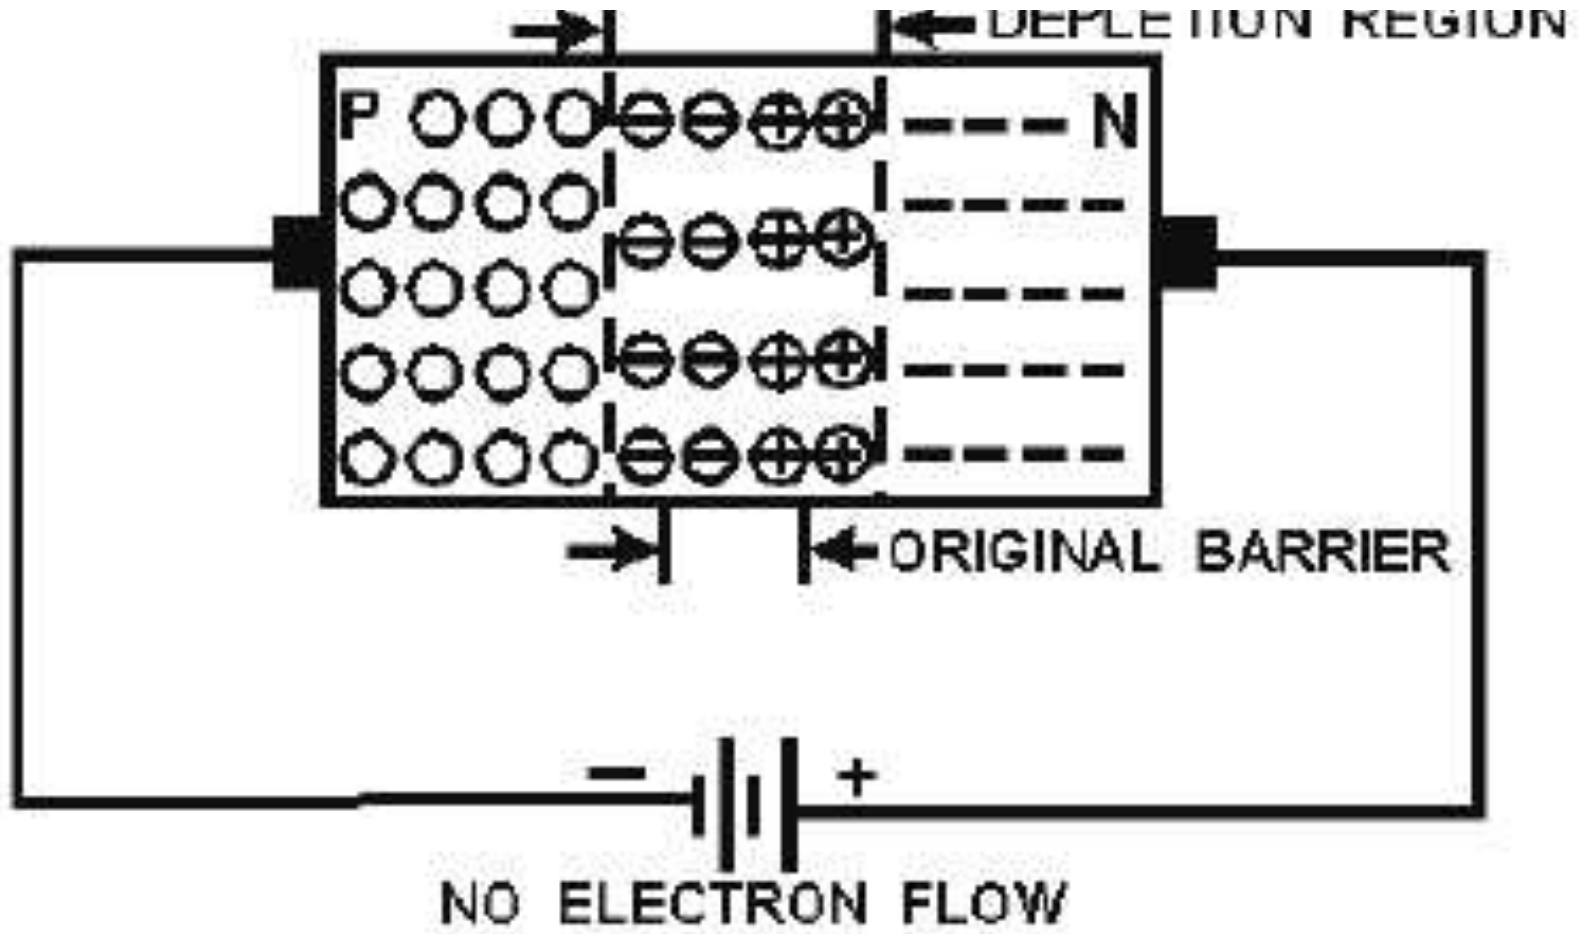 DEPLETION REGION
P N
ORIGINAL BARRIER
− +
NO ELECTRON FLOW